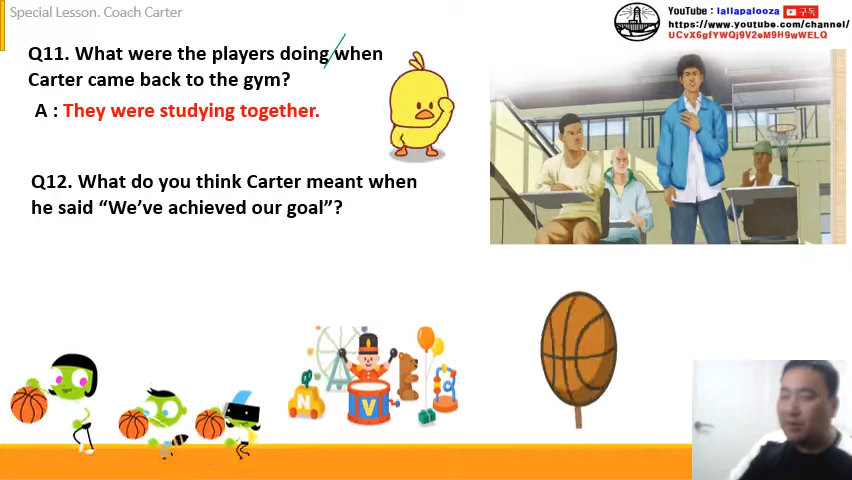 Special Lesson. Coach Carter
YouTube : lallapalooza 구독
https://www.youtube.com/channel/
UCvX6gfYWQj9V2eM9H9wWELQ
Q11. What were the players doing when
Carter came back to the gym?
A : They were studying together.
Q12. What do you think Carter meant when
he said “We’ve achieved our goal”?
N
V